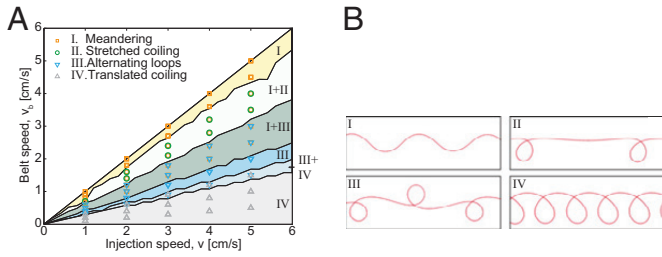 A
B
6
5
4
3
2
1
0
Belt speed, v_b [cm/s]
I. Meandering
II. Stretched coiling
III. Alternating loops
IV. Translated coiling
I
I+II
I+III
III
III+
IV
IV
0
1
2
3
4
5
6
Injection speed, v [cm/s]
I
II
III
IV